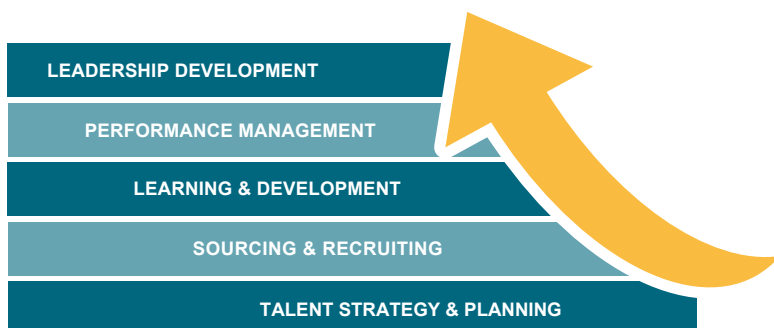 LEADERSHIP DEVELOPMENT
PERFORMANCE MANAGEMENT
LEARNING & DEVELOPMENT
SOURCING & RECRUITING
TALENT STRATEGY & PLANNING